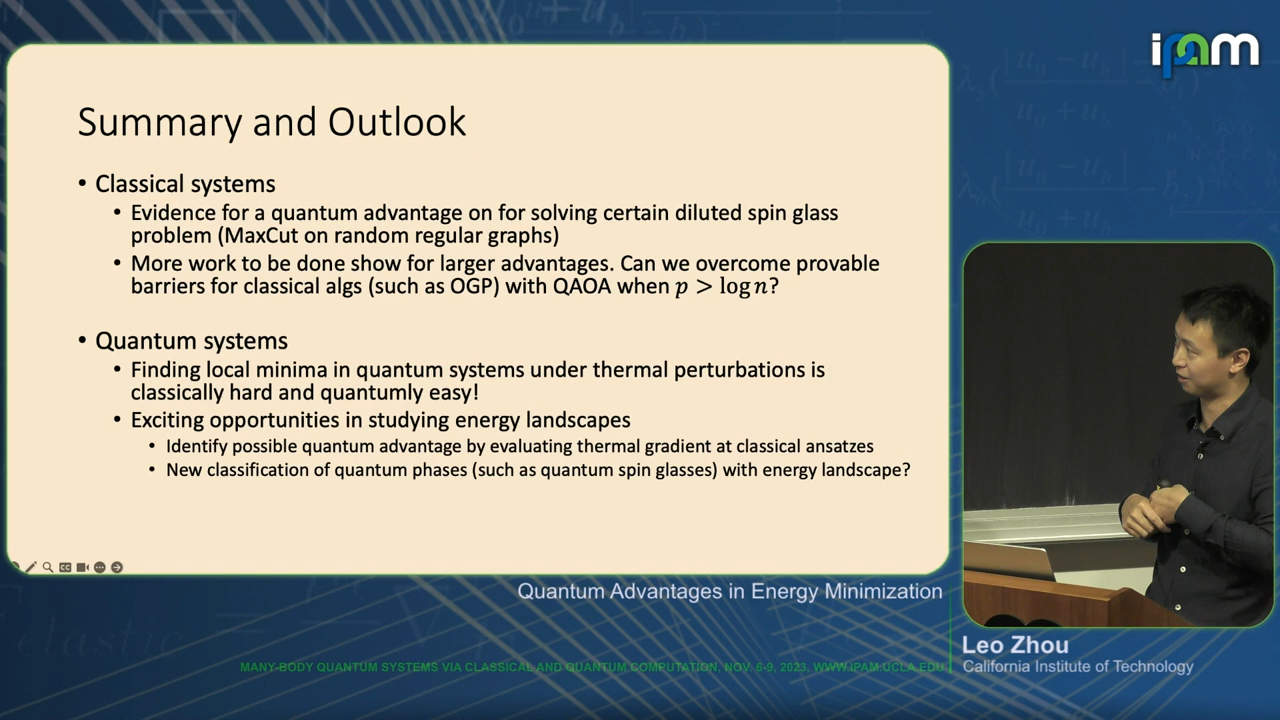 ipam
Summary and Outlook
• Classical systems
• Evidence for a quantum advantage on for solving certain diluted spin glass
problem (MaxCut on random regular graphs)
• More work to be done show for larger advantages. Can we overcome provable
barriers for classical algs (such as OGP) with QAOA when p > log n?
• Quantum systems
• Finding local minima in quantum systems under thermal perturbations is
classically hard and quantumly easy!
• Exciting opportunities in studying energy landscapes
• Identify possible quantum advantage by evaluating thermal gradient at classical ansatzes
• New classification of quantum phases (such as quantum spin glasses) with energy landscape?
CC
Quantum Advantages in Energy Minimization
Leo Zhou
California Institute of Technology
MANY-BODY QUANTUM SYSTEMS VIA CLASSICAL AND QUANTUM COMPUTATION, NOV. 6-9, 2023, WWW.IPAM.UCLA.EDU
elastic